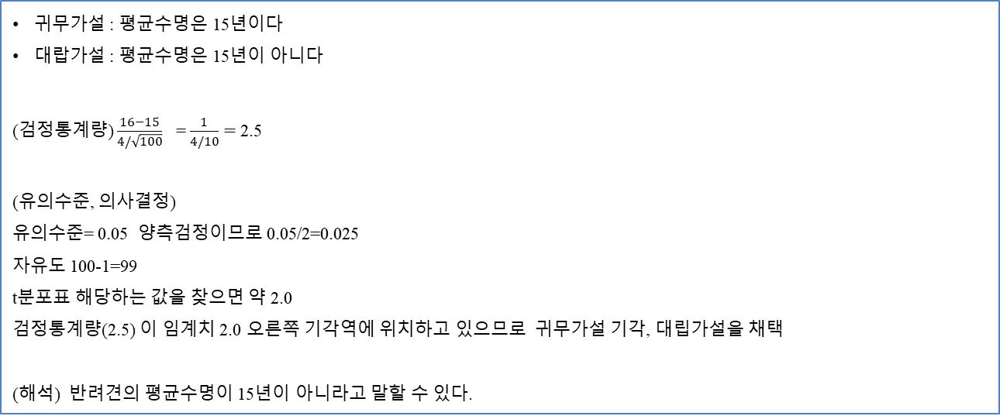 • 귀무가설 : 평균수명은 15년이다
• 대랍가설 : 평균수명은 15년이 아니다
(검정통계량) \frac{16−15}{4/\sqrt{100}} = \frac{1}{4/10} = 2.5
(유의수준, 의사결정)
유의수준= 0.05 양측검정이므로 0.05/2=0.025
자유도 100-1=99
t분포표 해당하는 값을 찾으면 약 2.0
검정통계량(2.5) 이 임계치 2.0 오른쪽 기각역에 위치하고 있으므로 귀무가설 기각, 대립가설을 채택
(해석) 반려견의 평균수명이 15년이 아니라고 말할 수 있다.